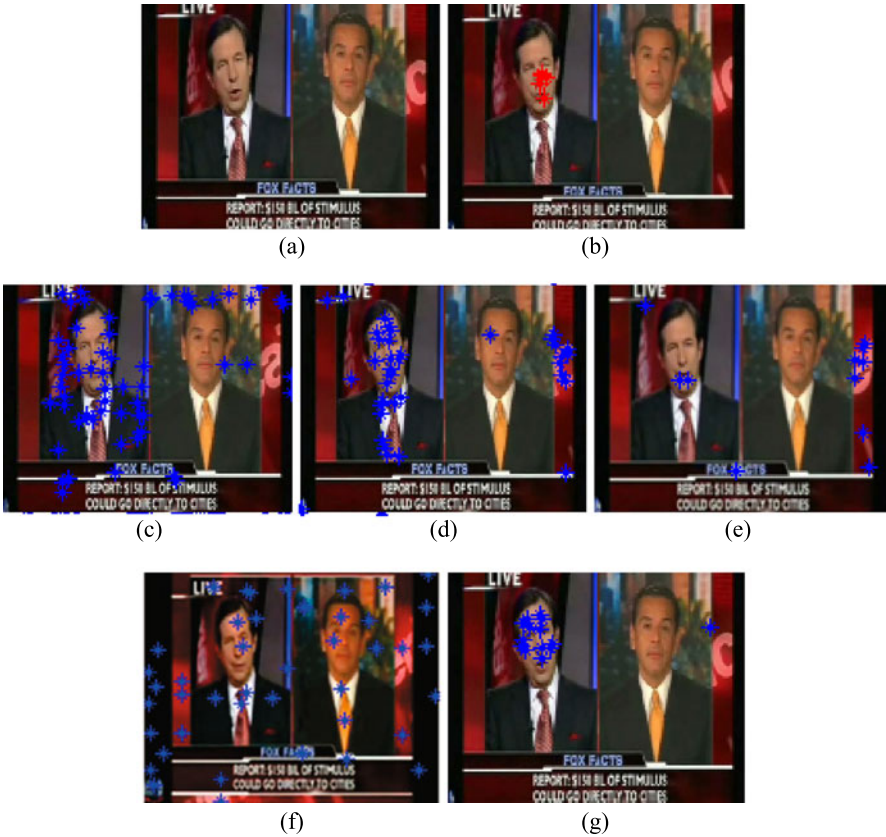 LIVE
FOX FACTS
REPORT: $150 BIL OF STIMULUS
COULD GO DIRECTLY TO CITIES
(a)
LIVE
FOX FACTS
REPORT: $150 BIL OF STIMULUS
COULD GO DIRECTLY TO CITIES
(b)
LIVE
FOX FACTS
REPORT: $150 BIL OF STIMULUS
COULD GO DIRECTLY TO CITIES
(c)
LIVE
FOX FACTS
REPORT: $150 BIL OF STIMULUS
COULD GO DIRECTLY TO CITIES
(d)
LIVE
FOX FACTS
REPORT: $150 BIL OF STIMULUS
COULD GO DIRECTLY TO CITIES
(e)
LIVE
FOX FACTS
REPORT: $150 BIL OF STIMULUS
COULD GO DIRECTLY TO CITIES
(f)
LIVE
FOX FACTS
REPORT: $150 BIL OF STIMULUS
COULD GO DIRECTLY TO CITIES
(g)